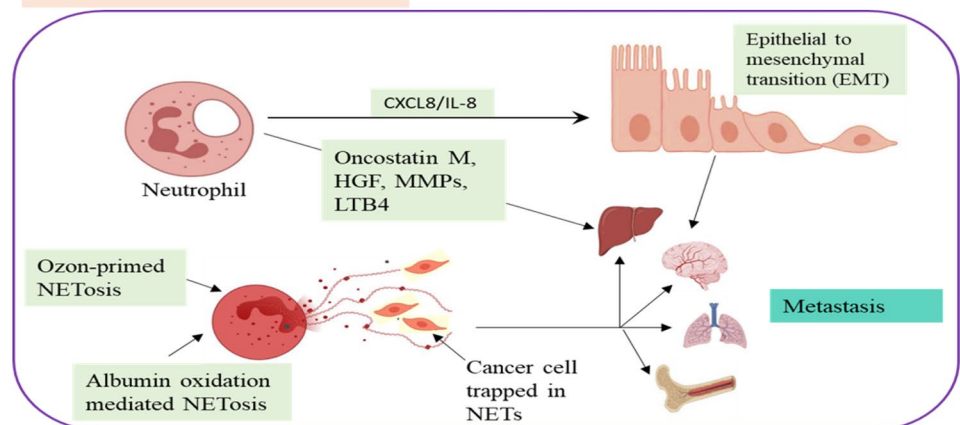 Epithelial to
mesenchymal
transition (EMT)
CXCL8/IL-8
Neutrophil
Oncostatin M,
HGF, MMPs,
LTB4
Ozon-primed
NETosis
Metastasis
Albumin oxidation
mediated NETosis
Cancer cell
trapped in
NETs